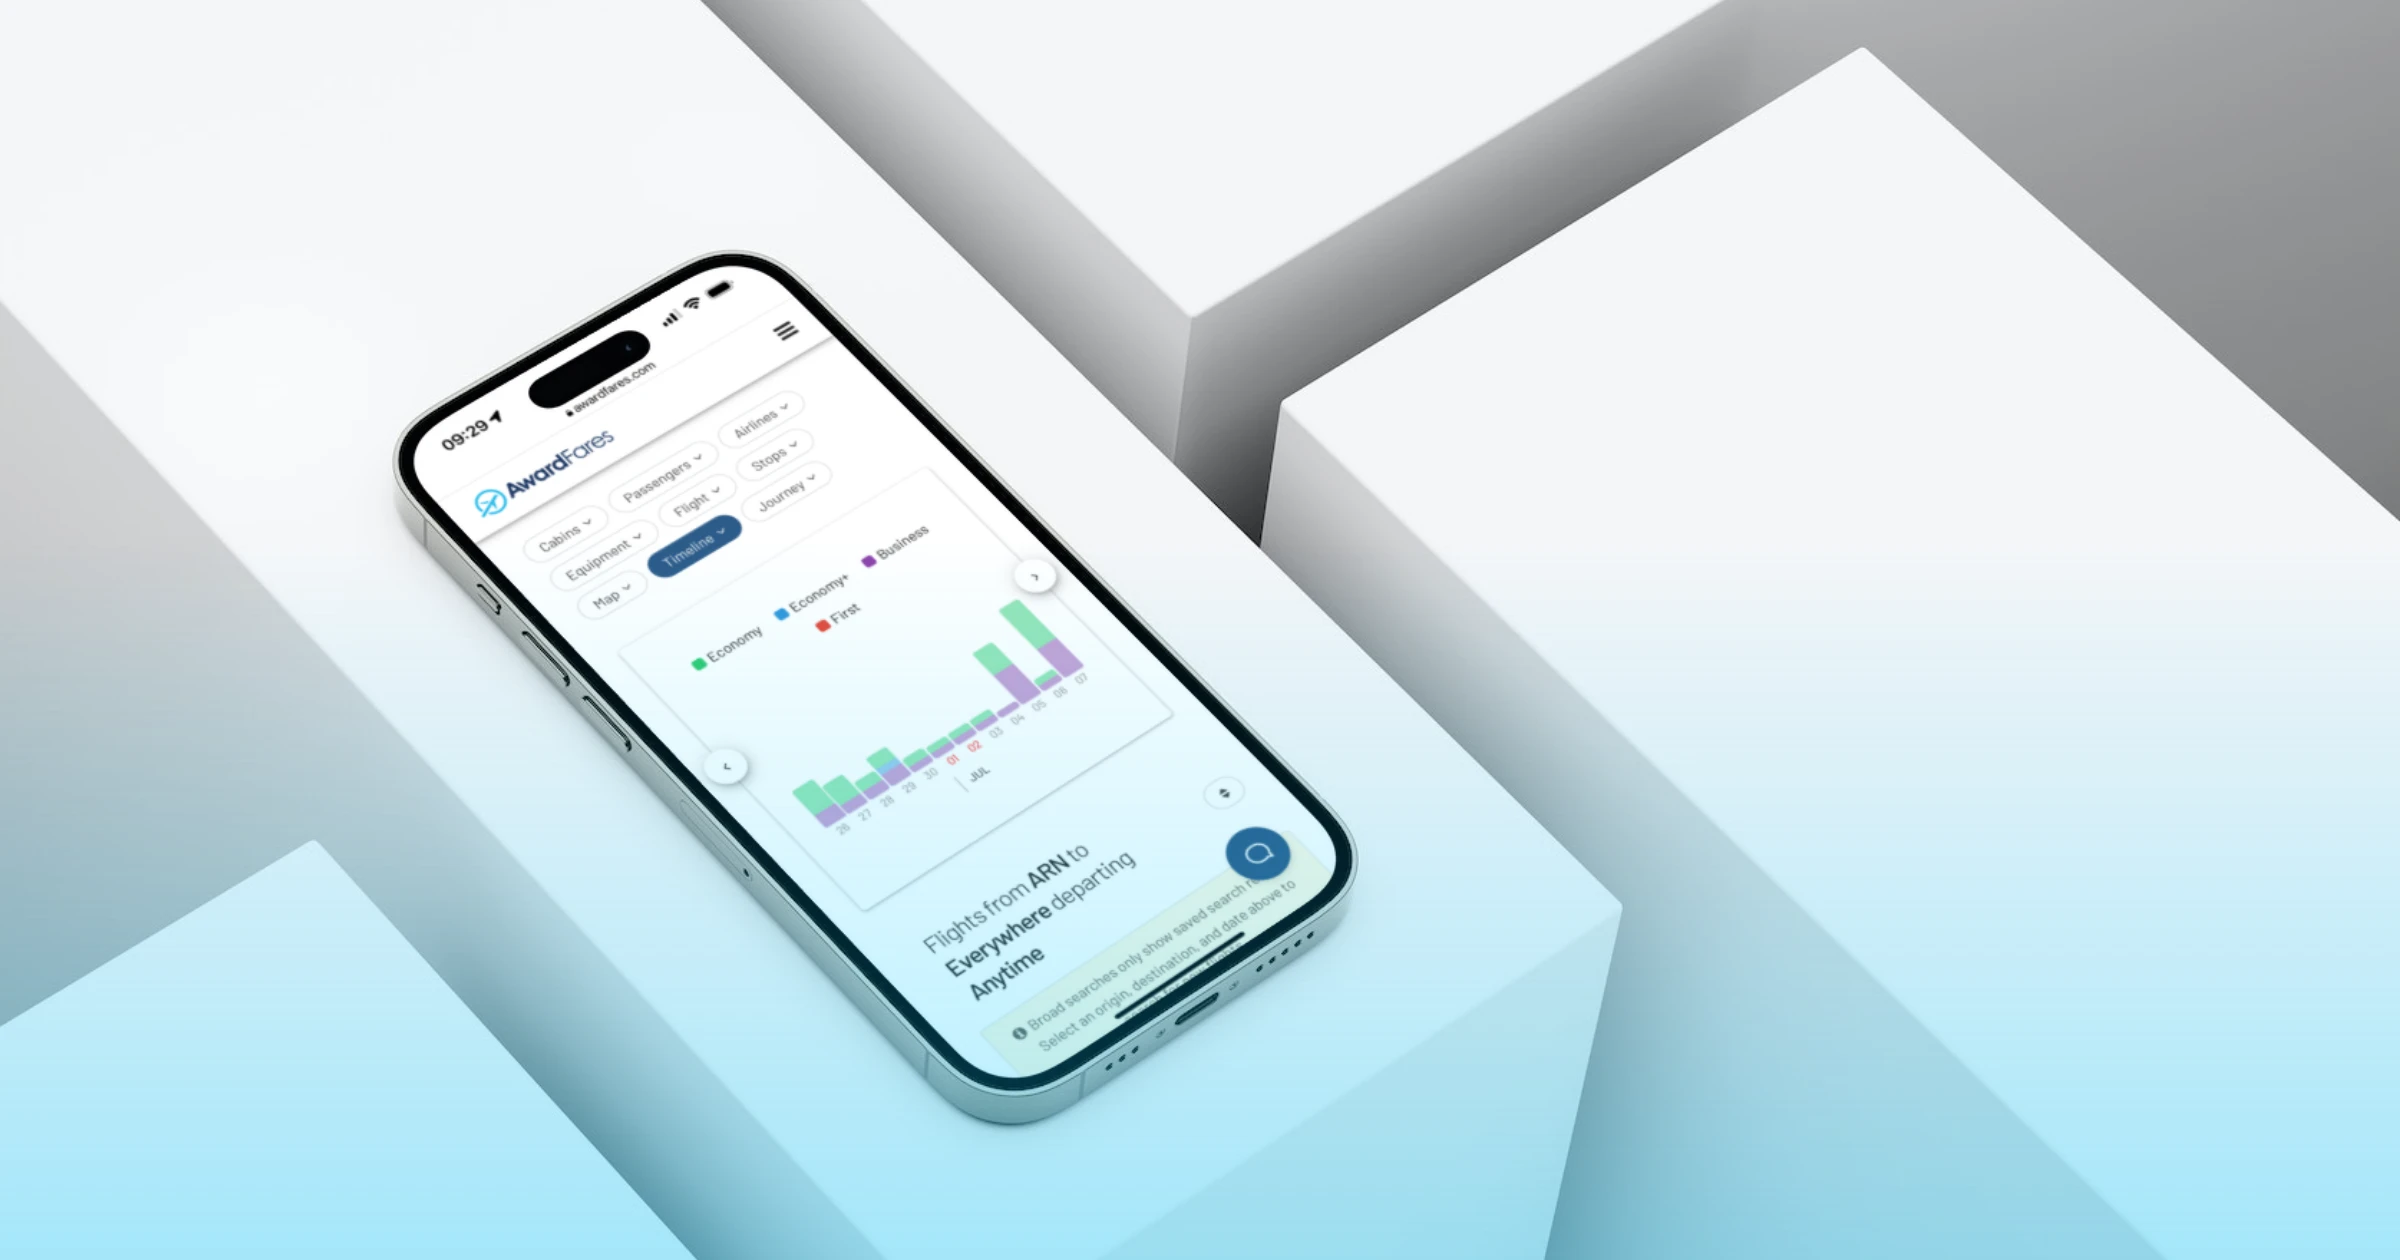 09:29
awardfares.com
AwardFares
Cabins Passengers Airlines
Equipment Flight Stops
Map Timeline Journey
Economy Economy+ Business
First
26 27 28 29 30 01 02 03 04 05 06 07
JUL
Flights from ARN to
Everywhere departing
Anytime
Broad searches only show saved search
Select an origin, destination, and date above to